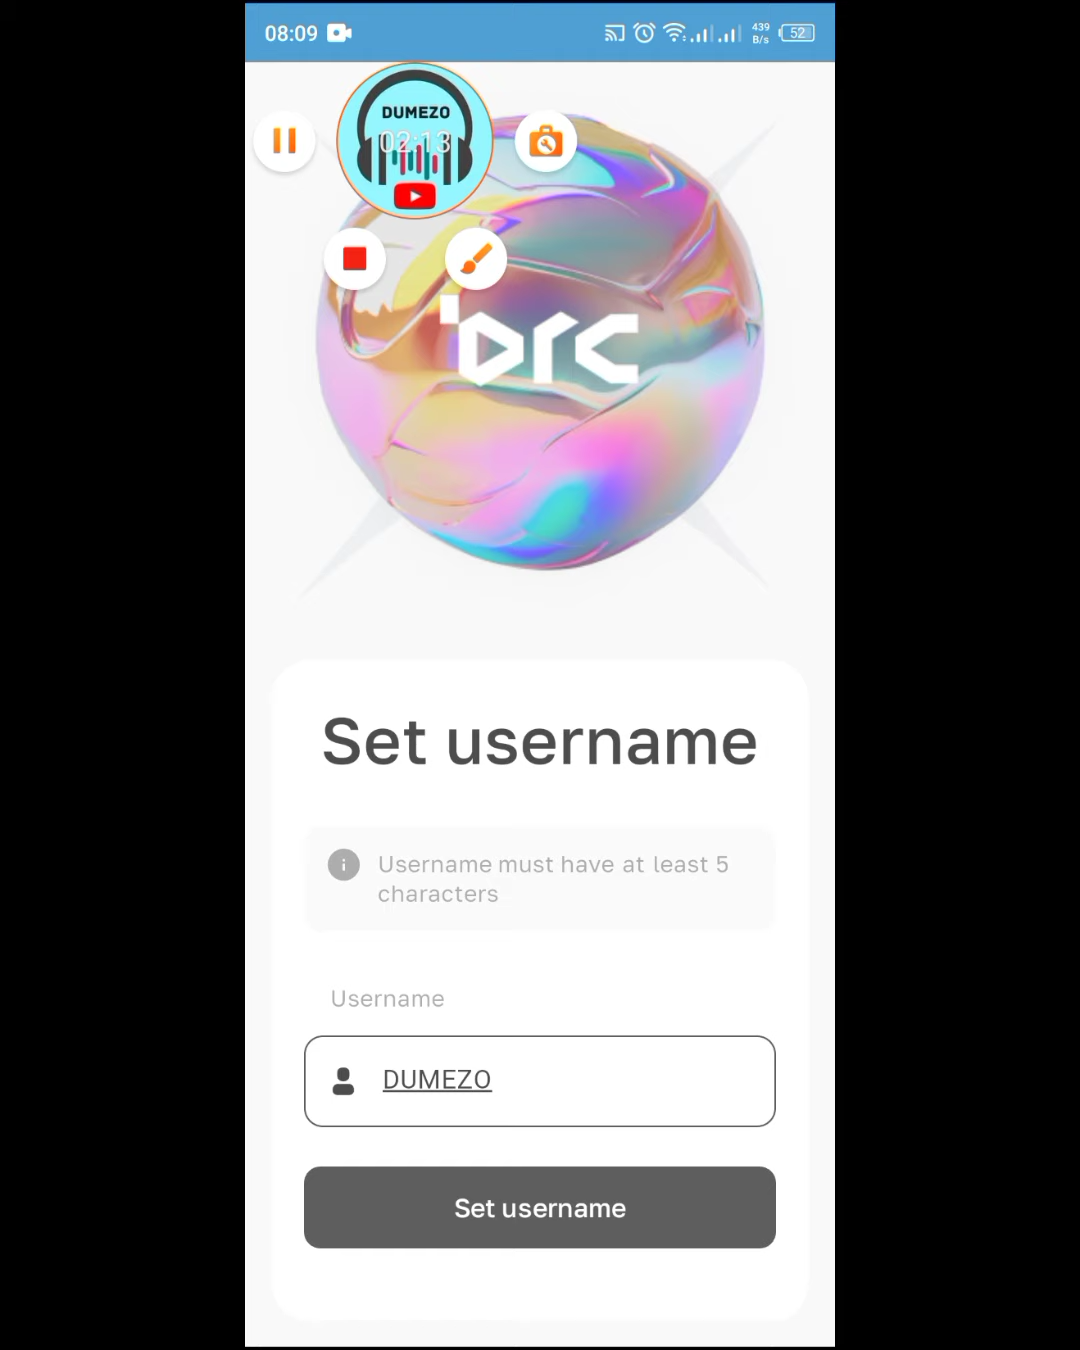 08:09
439
B/s
52
DUMEZO
02:13
brc
Set username
Username must have at least 5
characters
Username
DUMEZO
Set username